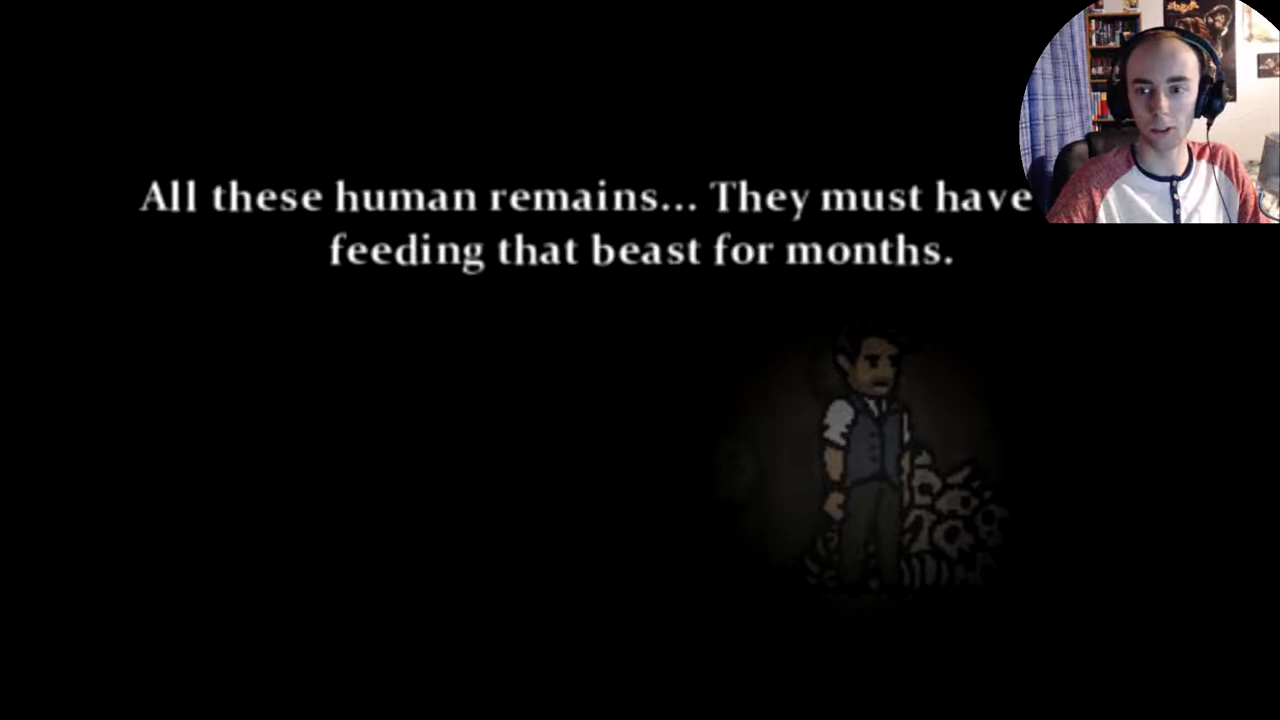 All these human remains... They must have
feeding that beast for months.